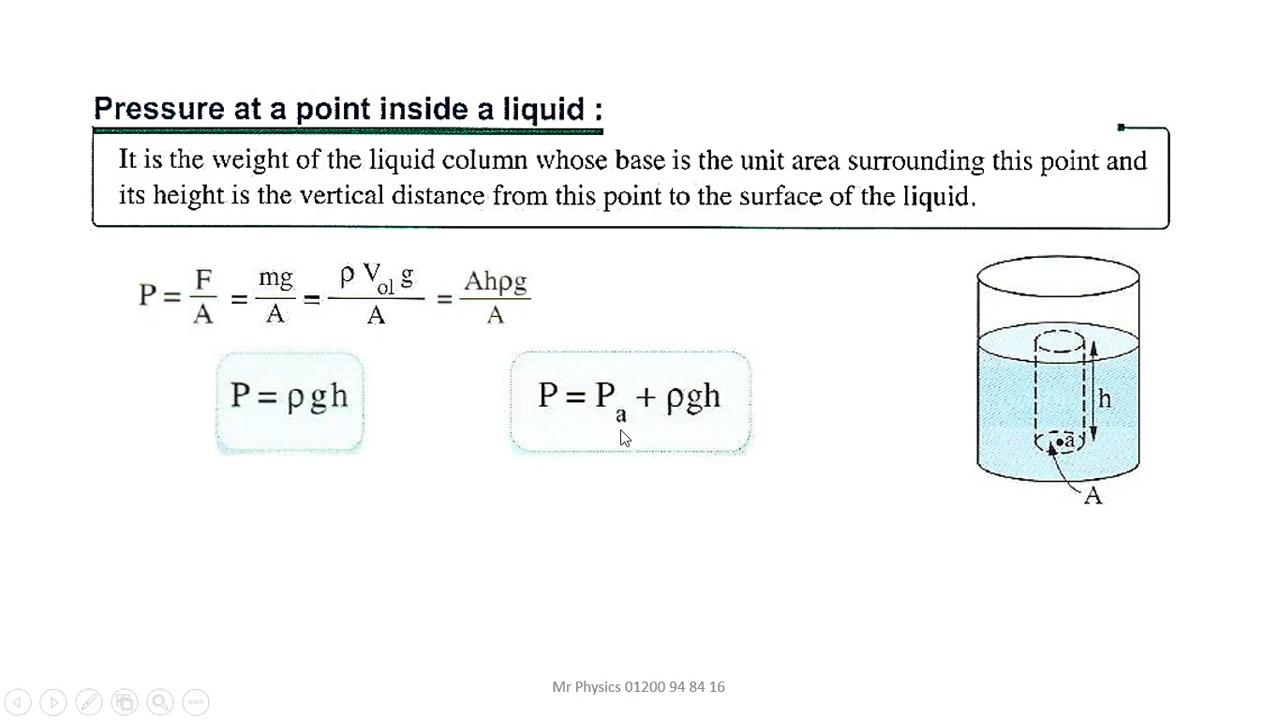 Pressure at a point inside a liquid :
It is the weight of the liquid column whose base is the unit area surrounding this point and
its height is the vertical distance from this point to the surface of the liquid.
P = F/A = mg/A = ρ Vol g/A = Ahρg/A
P = ρgh
P = Pa + ρgh
h
a
A
Mr Physics 01200 94 84 16